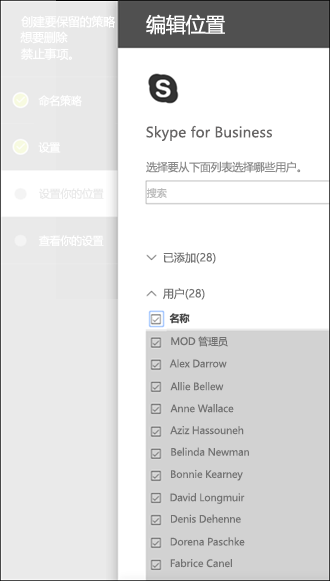 创建要保留的策略
想要删除
禁止事项。
命名策略
设置
设置你的位置
查看你的设置
编辑位置
Skype for Business
选择要从下面列表选择哪些用户。
搜索
已添加(28)
用户(28)
名称
MOD 管理员
Alex Darrow
Allie Bellew
Anne Wallace
Aziz Hassouneh
Belinda Newman
Bonnie Kearney
David Longmuir
Denis Dehenne
Dorena Paschke
Fabrice Canel